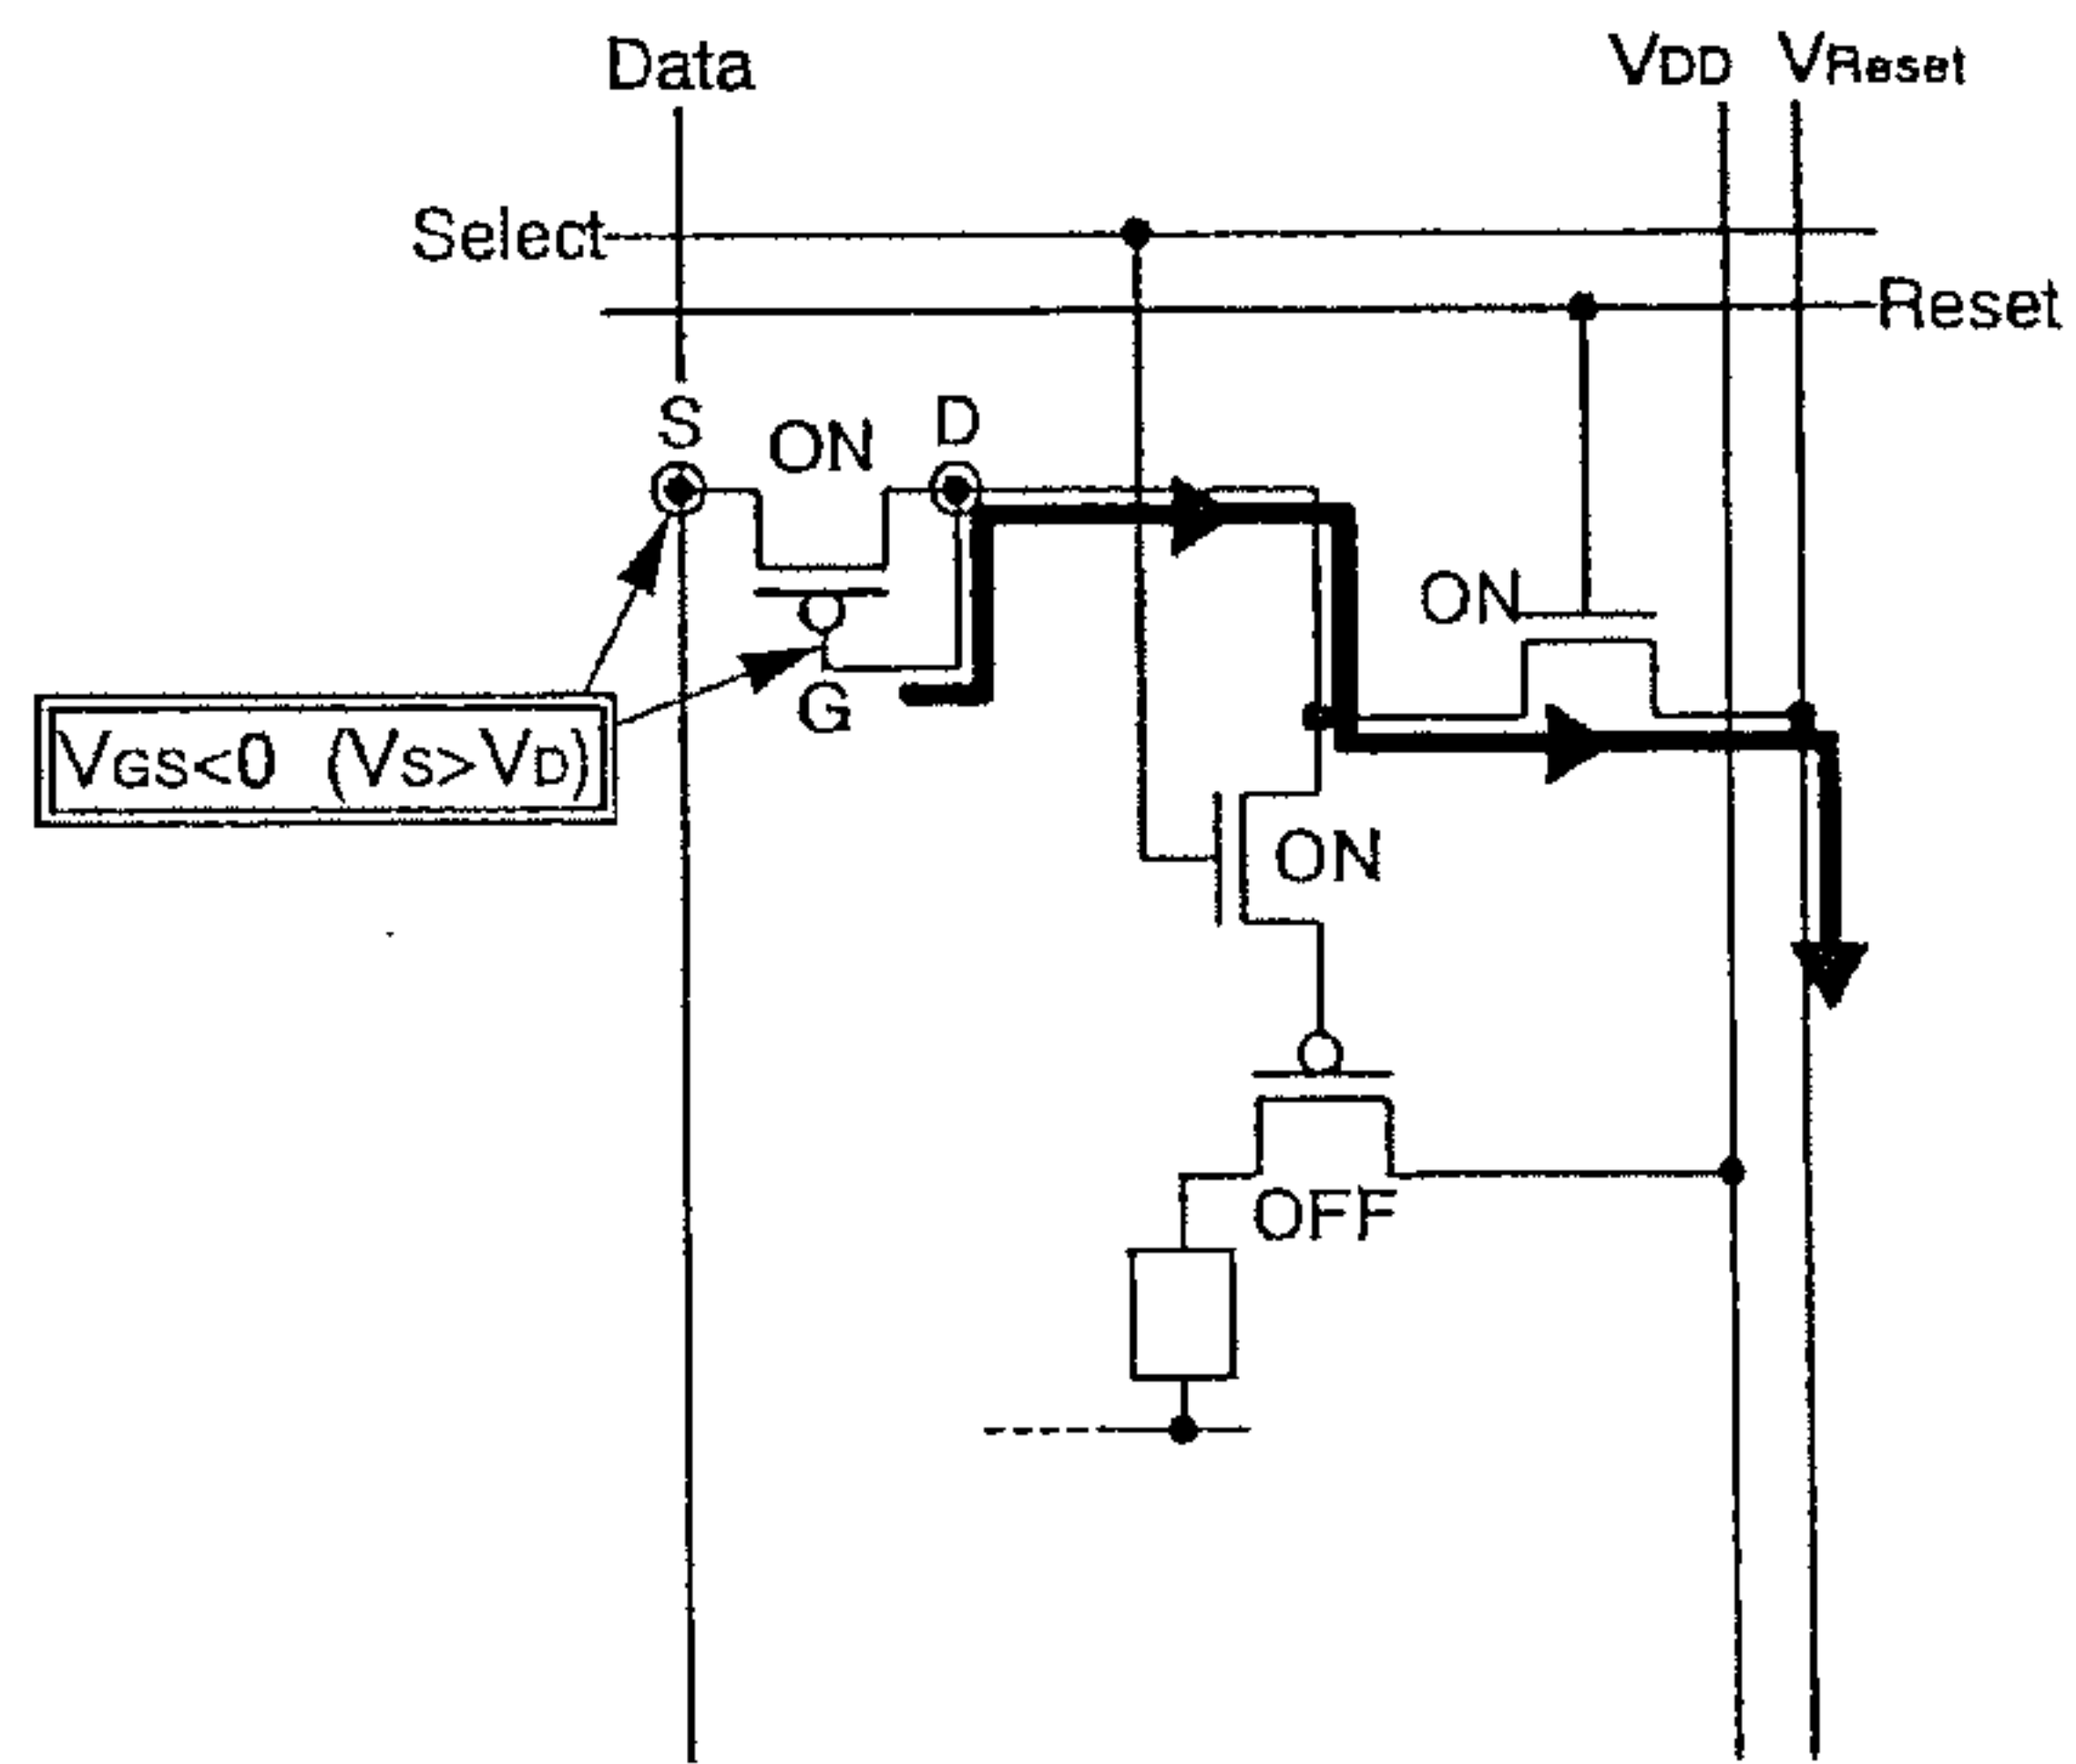 Data
VDD VReset
Select
Reset
S ON D
ON
G
VGS<0 (VS>VD)
ON
OFF